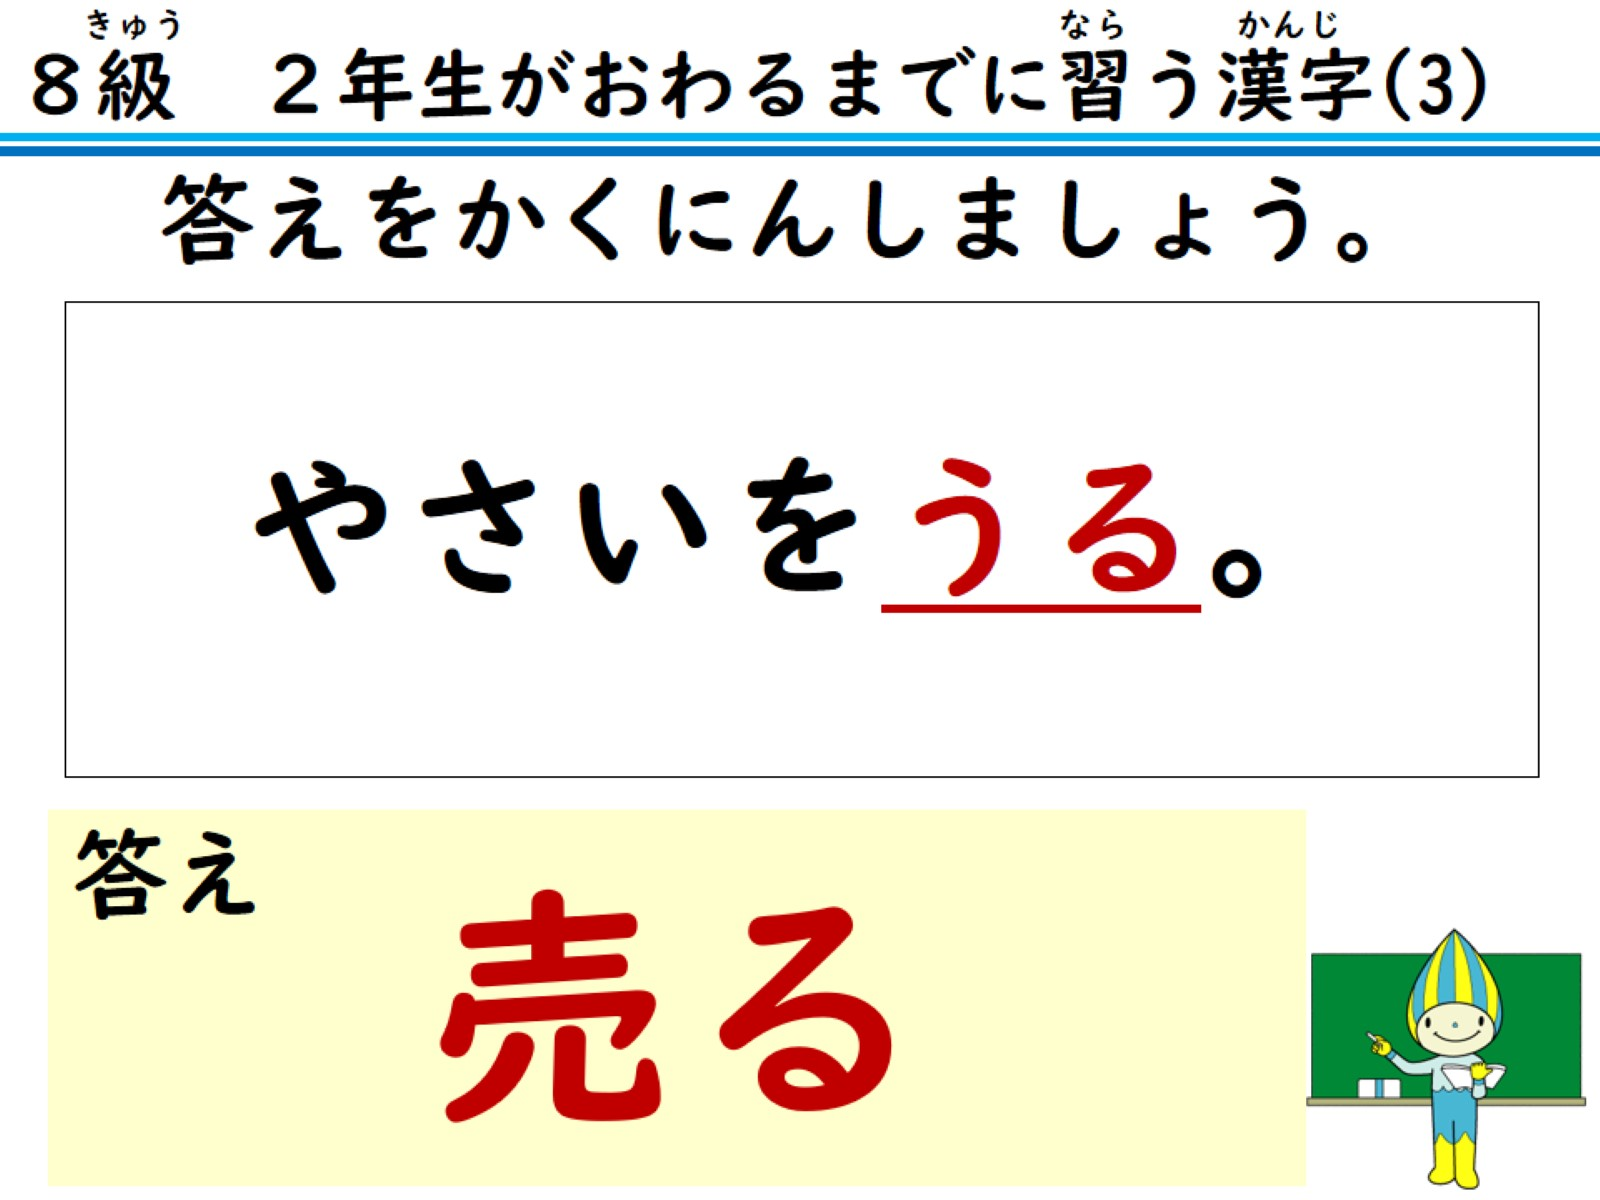 きゅう なら かんじ
８級　２年生がおわるまでに習う漢字(3)
答えをかくにんしましょう。
やさいをうる。
答え
売る